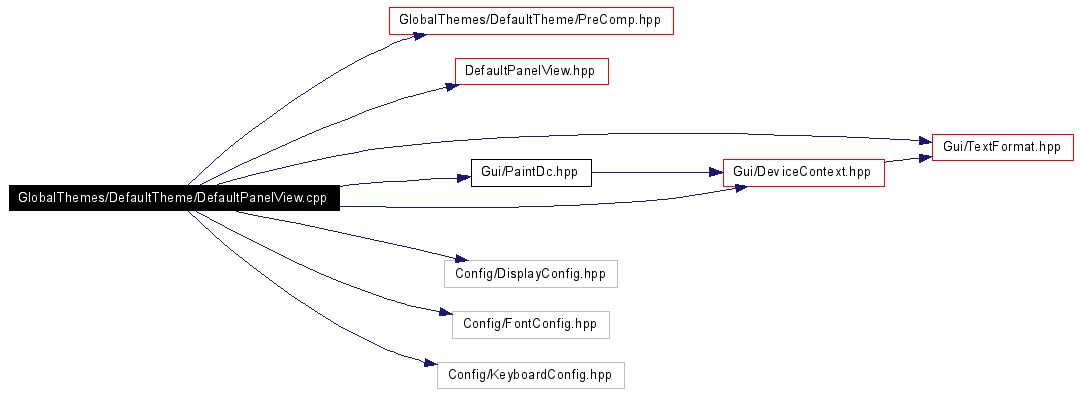 GlobalThemes/DefaultTheme/PreComp.hpp
DefaultPanelView.hpp
Gui/TextFormat.hpp
Gui/PaintDc.hpp
Gui/DeviceContext.hpp
GlobalThemes/DefaultTheme/DefaultPanelView.cpp
Config/DisplayConfig.hpp
Config/FontConfig.hpp
Config/KeyboardConfig.hpp